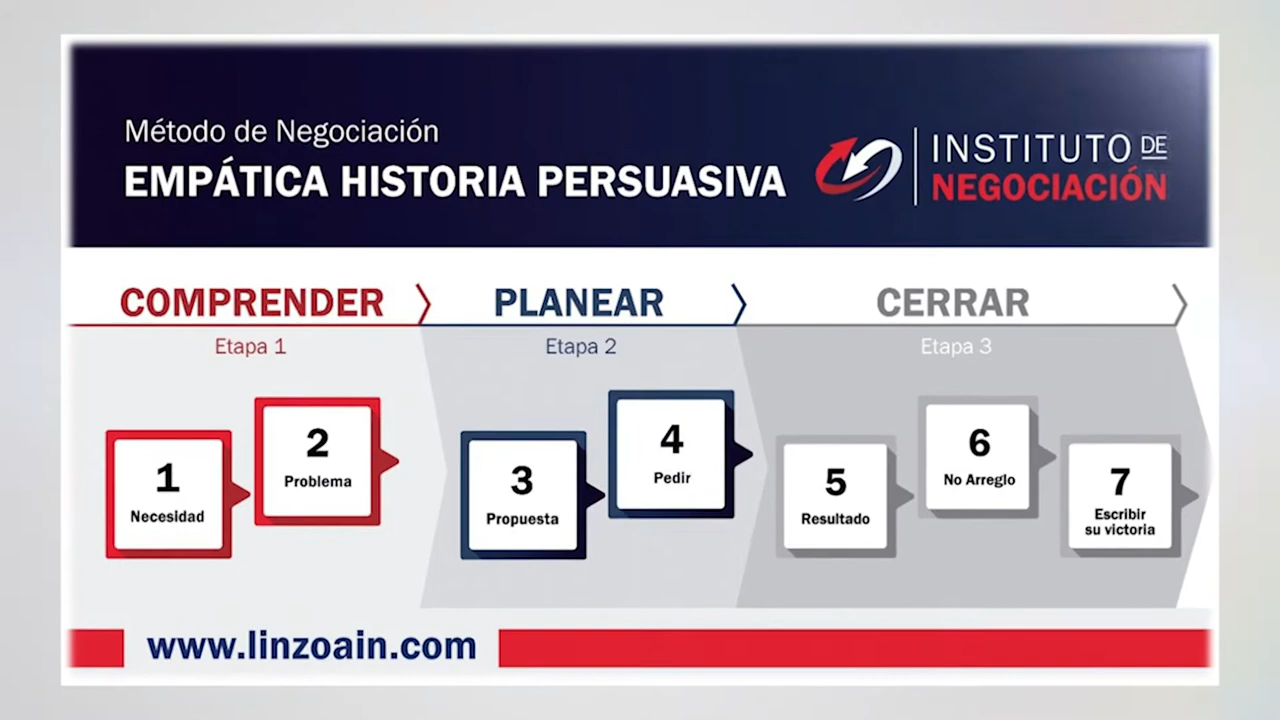 Método de Negociación
EMPÁTICA HISTORIA PERSUASIVA
INSTITUTO DE
NEGOCIACIÓN
COMPRENDER
Etapa 1
PLANEAR
Etapa 2
CERRAR
Etapa 3
1
Necesidad
2
Problema
3
Propuesta
4
Pedir
5
Resultado
6
No Arreglo
7
Escribir
su victoria
www.linzoain.com